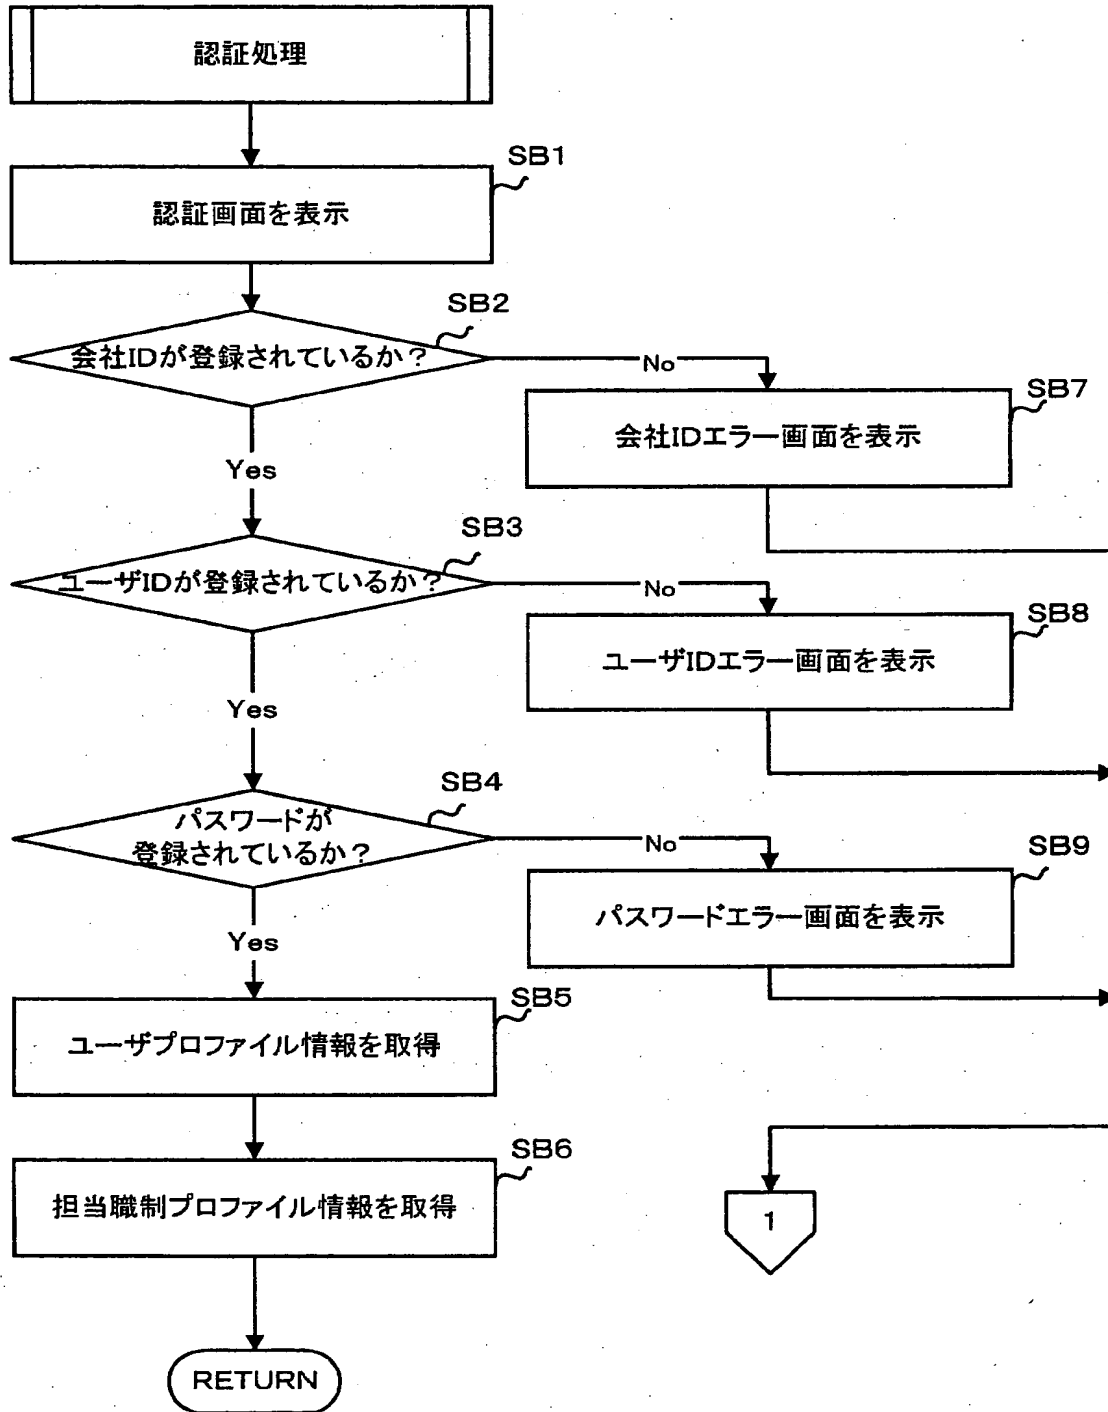 認証処理
SB1
認証画面を表示
SB2
会社IDが登録されているか？
No
SB7
会社IDエラー画面を表示
Yes
SB3
ユーザIDが登録されているか？
No
SB8
ユーザIDエラー画面を表示
Yes
SB4
パスワードが
登録されているか？
No
SB9
パスワードエラー画面を表示
Yes
SB5
ユーザプロファイル情報を取得
SB6
担当職制プロファイル情報を取得
1
RETURN